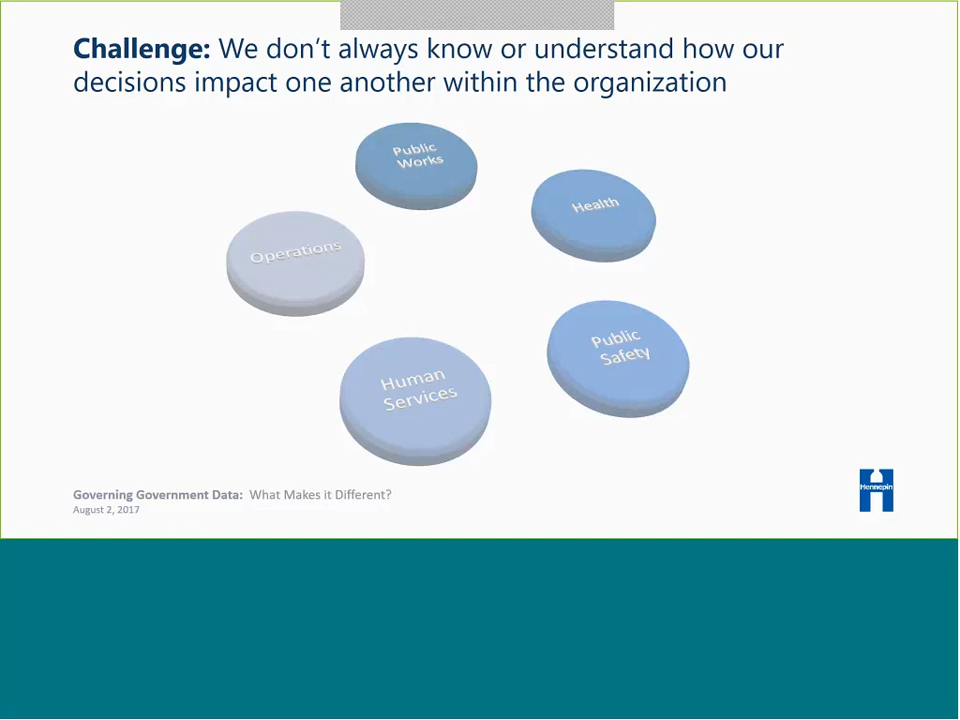 Challenge: We don't always know or understand how our
decisions impact one another within the organization
Public
Works
Health
Operations
Public
Safety
Human
Services
Governing Government Data: What Makes it Different?
August 2, 2017
Hennepin